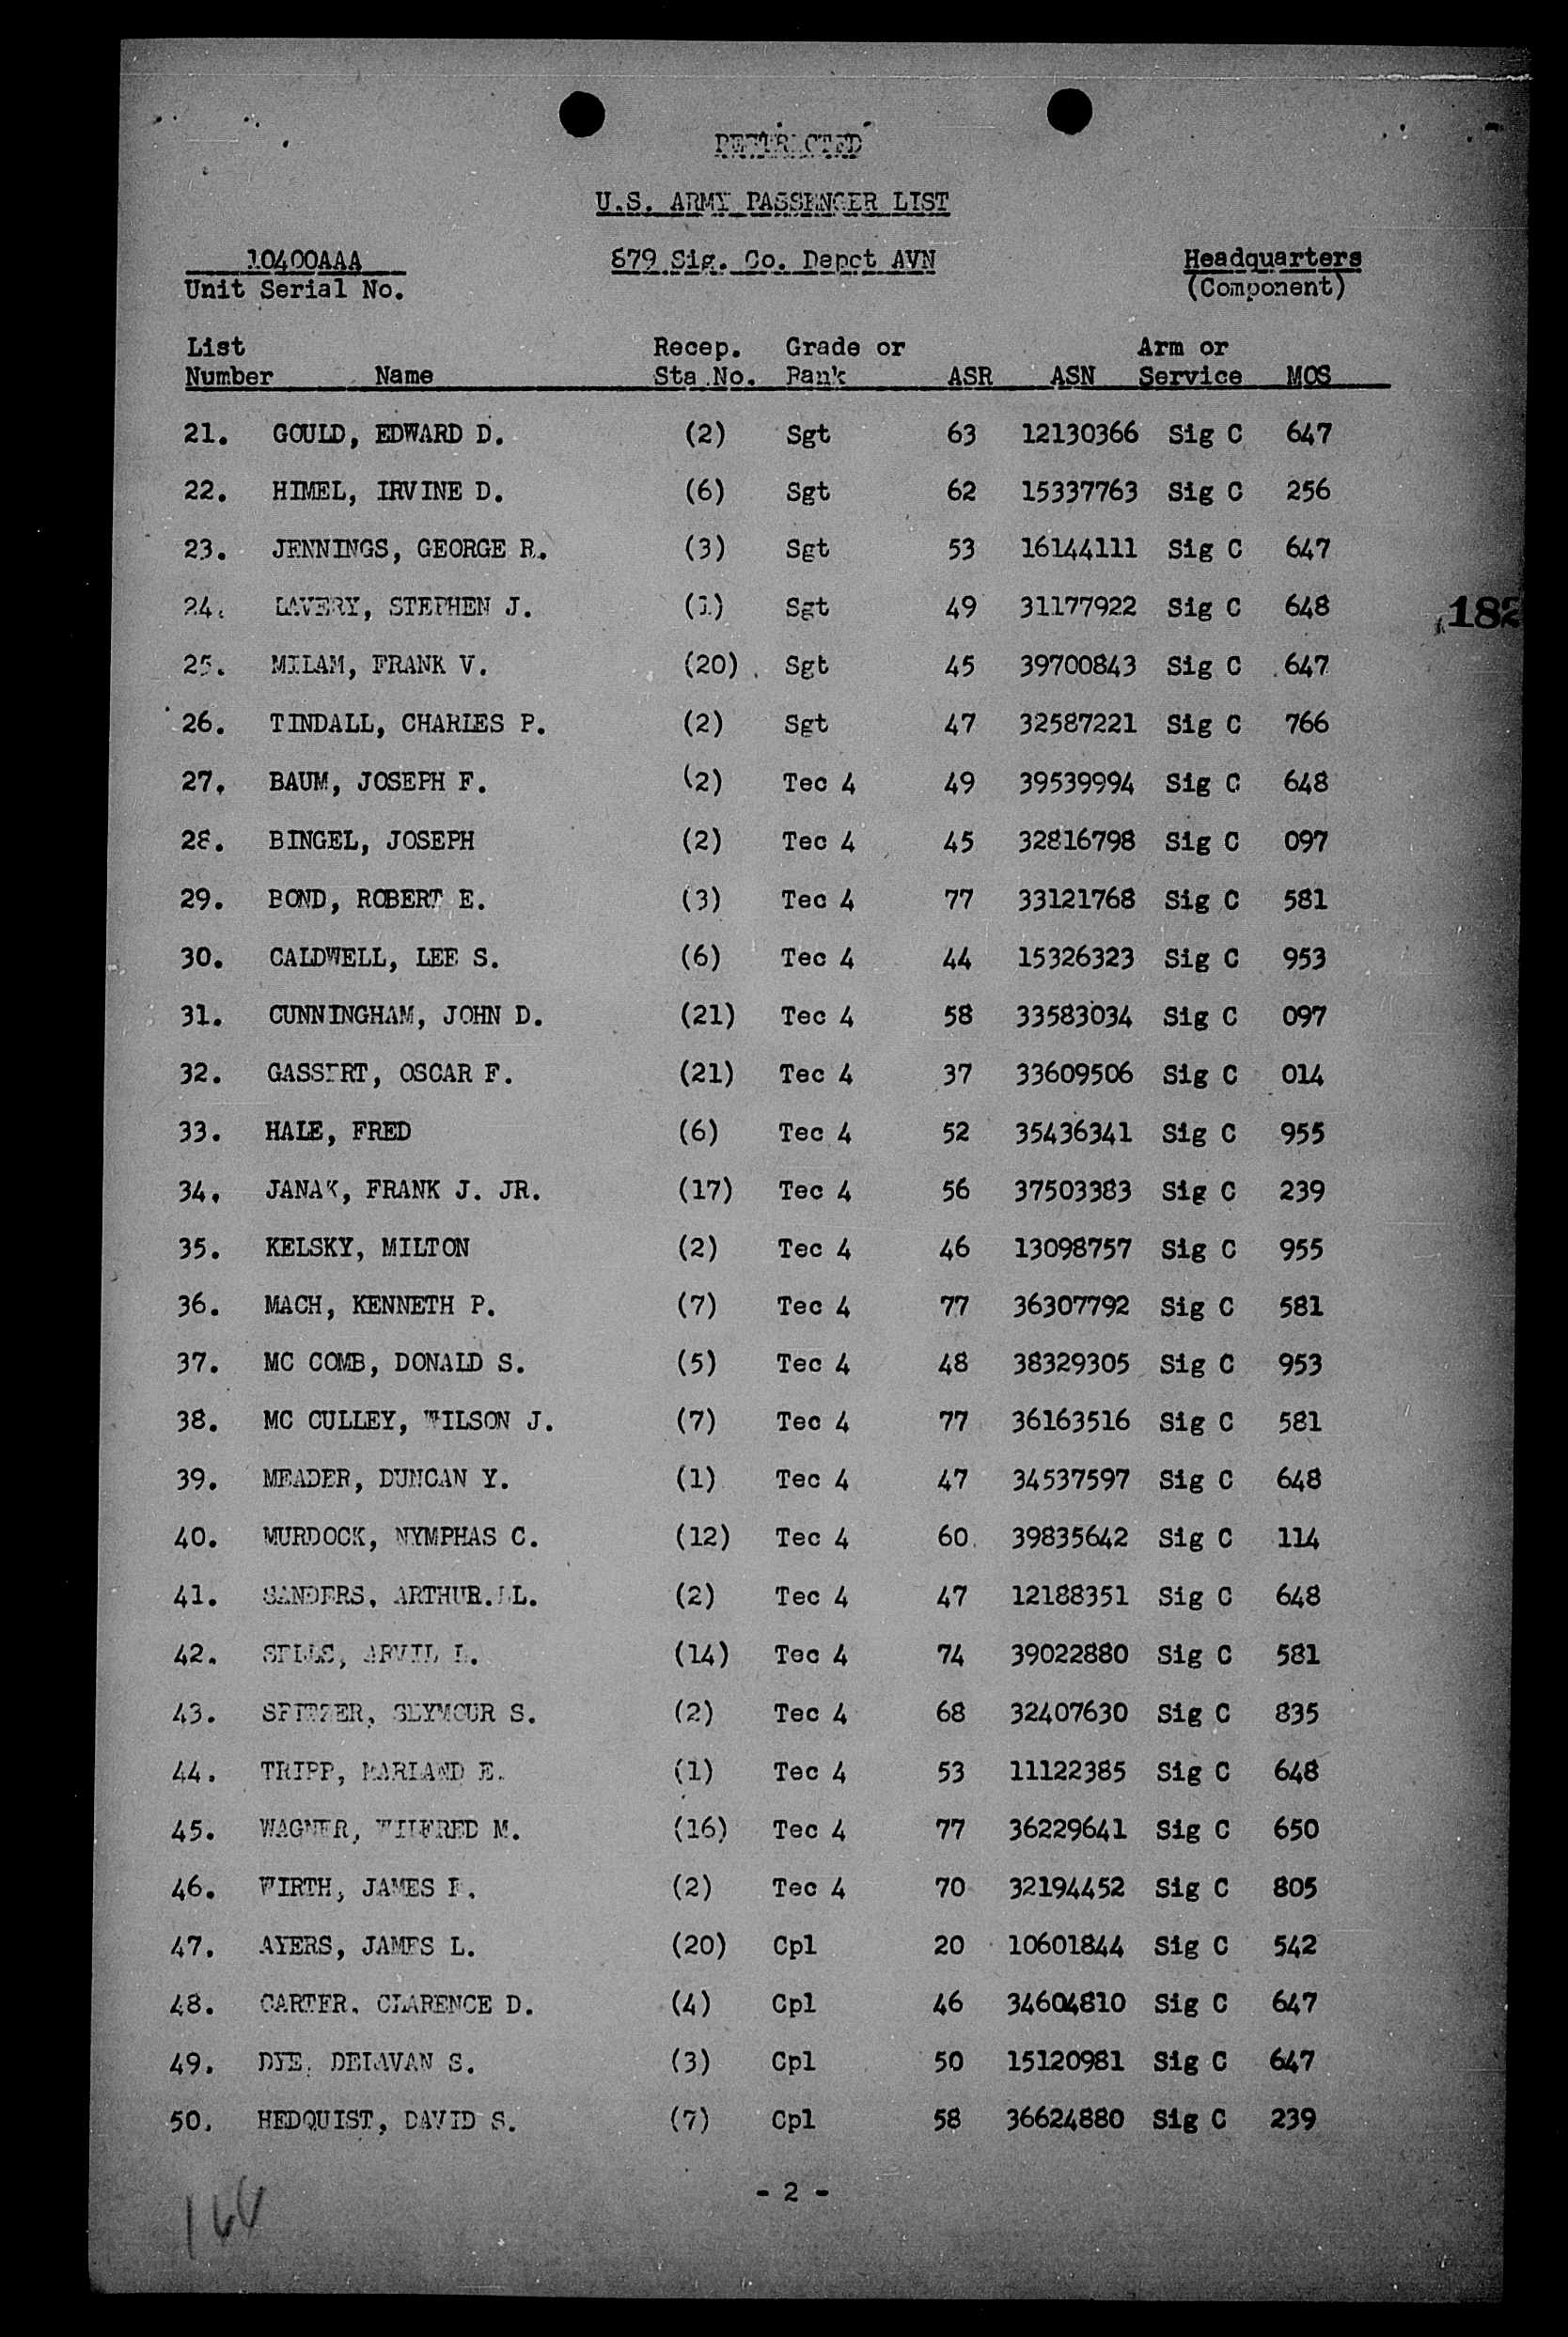 RESTRICTED
U.S. ARMY PASSENGER LIST
10400AAA 879 Sig. Co. Depot AVN Headquarters
Unit Serial No. (Component)
List Recep. Grade or Arm or
Number Name Sta.No. Rank ASR ASN Service MOS
21. GOULD, EDWARD D. (2) Sgt 63 12130366 Sig C 647
22. HIMEL, IRVINE D. (6) Sgt 62 15337763 Sig C 256
23. JENNINGS, GEORGE R. (3) Sgt 53 16144111 Sig C 647
24. LAVERY, STEPHEN J. (1) Sgt 49 31177922 Sig C 648
182
25. MILAM, FRANK V. (20) Sgt 45 39700843 Sig C 647
26. TINDALL, CHARLES P. (2) Sgt 47 32587221 Sig C 766
27. BAUM, JOSEPH F. (2) Tec 4 49 39539994 Sig C 648
28. BINGEL, JOSEPH (2) Tec 4 45 32816798 Sig C 097
29. BOND, ROBERT E. (3) Tec 4 77 33121768 Sig C 581
30. CALDWELL, LEE S. (6) Tec 4 44 15326323 Sig C 953
31. CUNNINGHAM, JOHN D. (21) Tec 4 58 33583034 Sig C 097
32. GASSERT, OSCAR F. (21) Tec 4 37 33609506 Sig C 014
33. HALE, FRED (6) Tec 4 52 35436341 Sig C 955
34. JANAK, FRANK J. JR. (17) Tec 4 56 37503383 Sig C 239
35. KELSKY, MILTON (2) Tec 4 46 13098757 Sig C 955
36. MACH, KENNETH P. (7) Tec 4 77 36307792 Sig C 581
37. MC COMB, DONALD S. (5) Tec 4 48 38329305 Sig C 953
38. MC CULLEY, WILSON J. (7) Tec 4 77 36163516 Sig C 581
39. MEADER, DUNCAN Y. (1) Tec 4 47 34537597 Sig C 648
40. MURDOCK, NYMPHAS C. (12) Tec 4 60 39835642 Sig C 114
41. SANDERS, ARTHUR. L. (2) Tec 4 47 12188351 Sig C 648
42. ARVIL L. (14) Tec 4 74 39022880 Sig C 581
43. SPITZER, SEYMOUR S. (2) Tec 4 68 32407630 Sig C 835
44. TRIPP, MARLAND E. (1) Tec 4 53 11122385 Sig C 648
45. WAGNER, WILFRED M. (16) Tec 4 77 36229641 Sig C 650
46. WIRTH, JAMES (2) Tec 4 70 32194452 Sig C 805
47. AYERS, JAMES L. (20) Cpl 20 10601844 Sig C 542
48. CARTER, CLARENCE D. (4) Cpl 46 34604810 Sig C 647
49. DYE, DELAVAN S. (3) Cpl 50 15120981 Sig C 647
50. HEDQUIST, DAVID S. (7) Cpl 58 36624880 Sig C 239
- 2 -